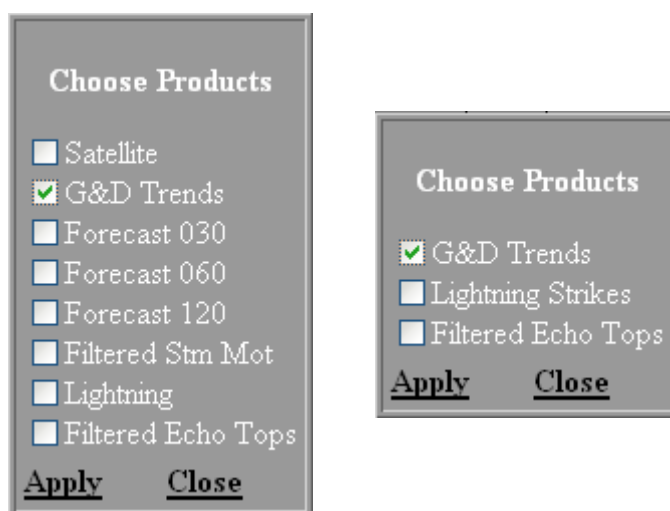 Choose Products
Satellite
G&D Trends
Forecast 030
Forecast 060
Forecast 120
Filtered Stm Mot
Lightning
Filtered Echo Tops
Apply Close
Choose Products
G&D Trends
Lightning Strikes
Filtered Echo Tops
Apply Close